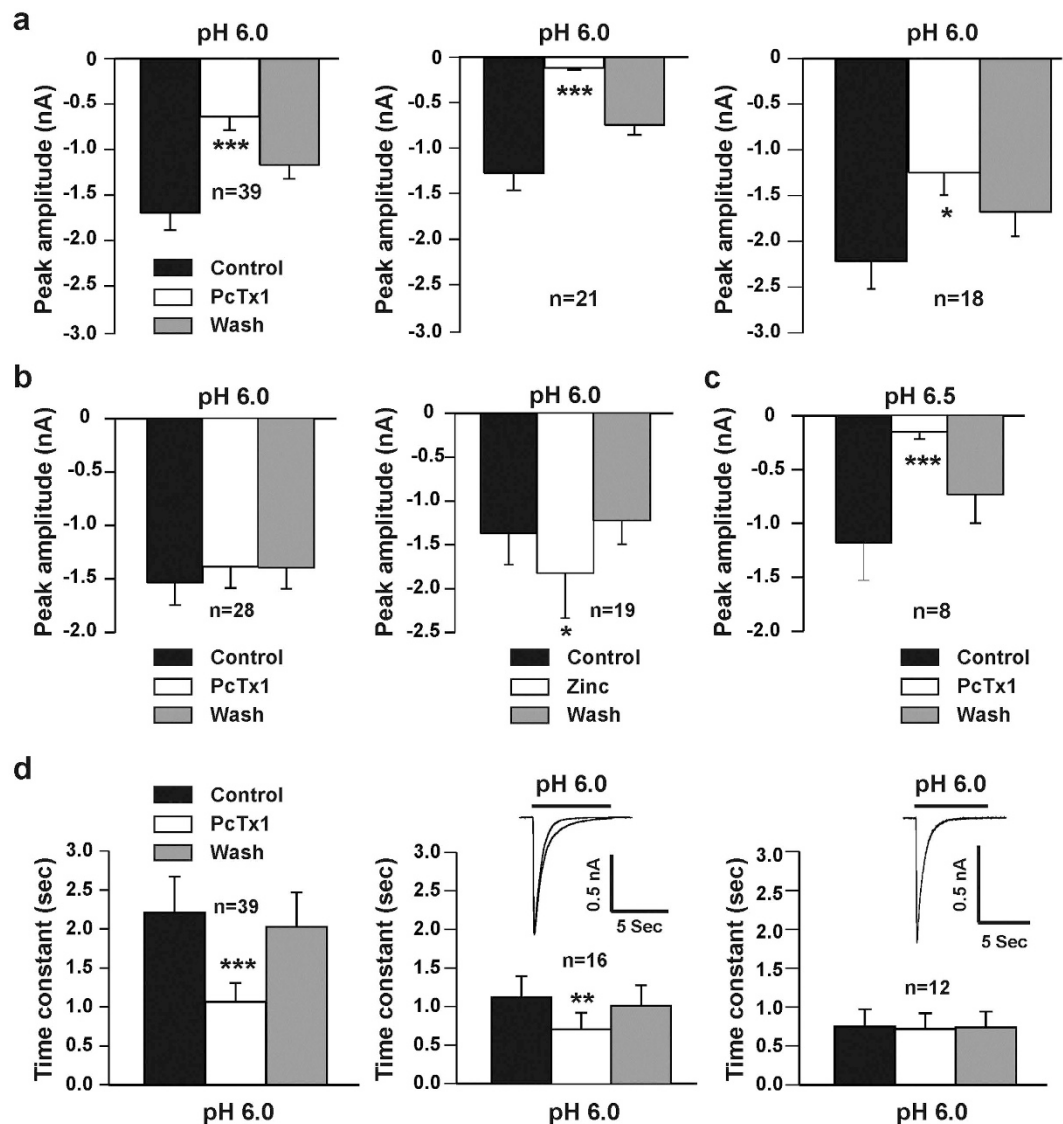 a
pH 6.0
Peak amplitude (nA)
0
-0.5
-1.0
-1.5
-2.0
-2.5
-3.0
***
n=39
Control
PcTx1
Wash
pH 6.0
Peak amplitude (nA)
0
-0.5
-1.0
-1.5
-2.0
-2.5
-3.0
***
n=21
pH 6.0
Peak amplitude (nA)
0
-0.5
-1.0
-1.5
-2.0
-2.5
-3.0
*
n=18
b
pH 6.0
Peak amplitude (nA)
0
-0.5
-1.0
-1.5
-2.0
n=28
Control
PcTx1
Wash
pH 6.0
Peak amplitude (nA)
0
-0.5
-1.0
-1.5
-2.0
-2.5
*
n=19
Control
Zinc
Wash
c
pH 6.5
Peak amplitude (nA)
0
-0.5
-1.0
-1.5
-2.0
***
n=8
Control
PcTx1
Wash
d
Control
PcTx1
Wash
Time constant (sec)
3.0
2.5
2.0
1.5
1.0
0.5
0.0
n=39
***
pH 6.0
pH 6.0
0.5 nA
5 Sec
Time constant (sec)
3.0
2.5
2.0
1.5
1.0
0.5
0.0
n=16
**
pH 6.0
pH 6.0
0.5 nA
5 Sec
Time constant (sec)
3.0
2.5
2.0
1.5
1.0
0.5
0.0
n=12
pH 6.0